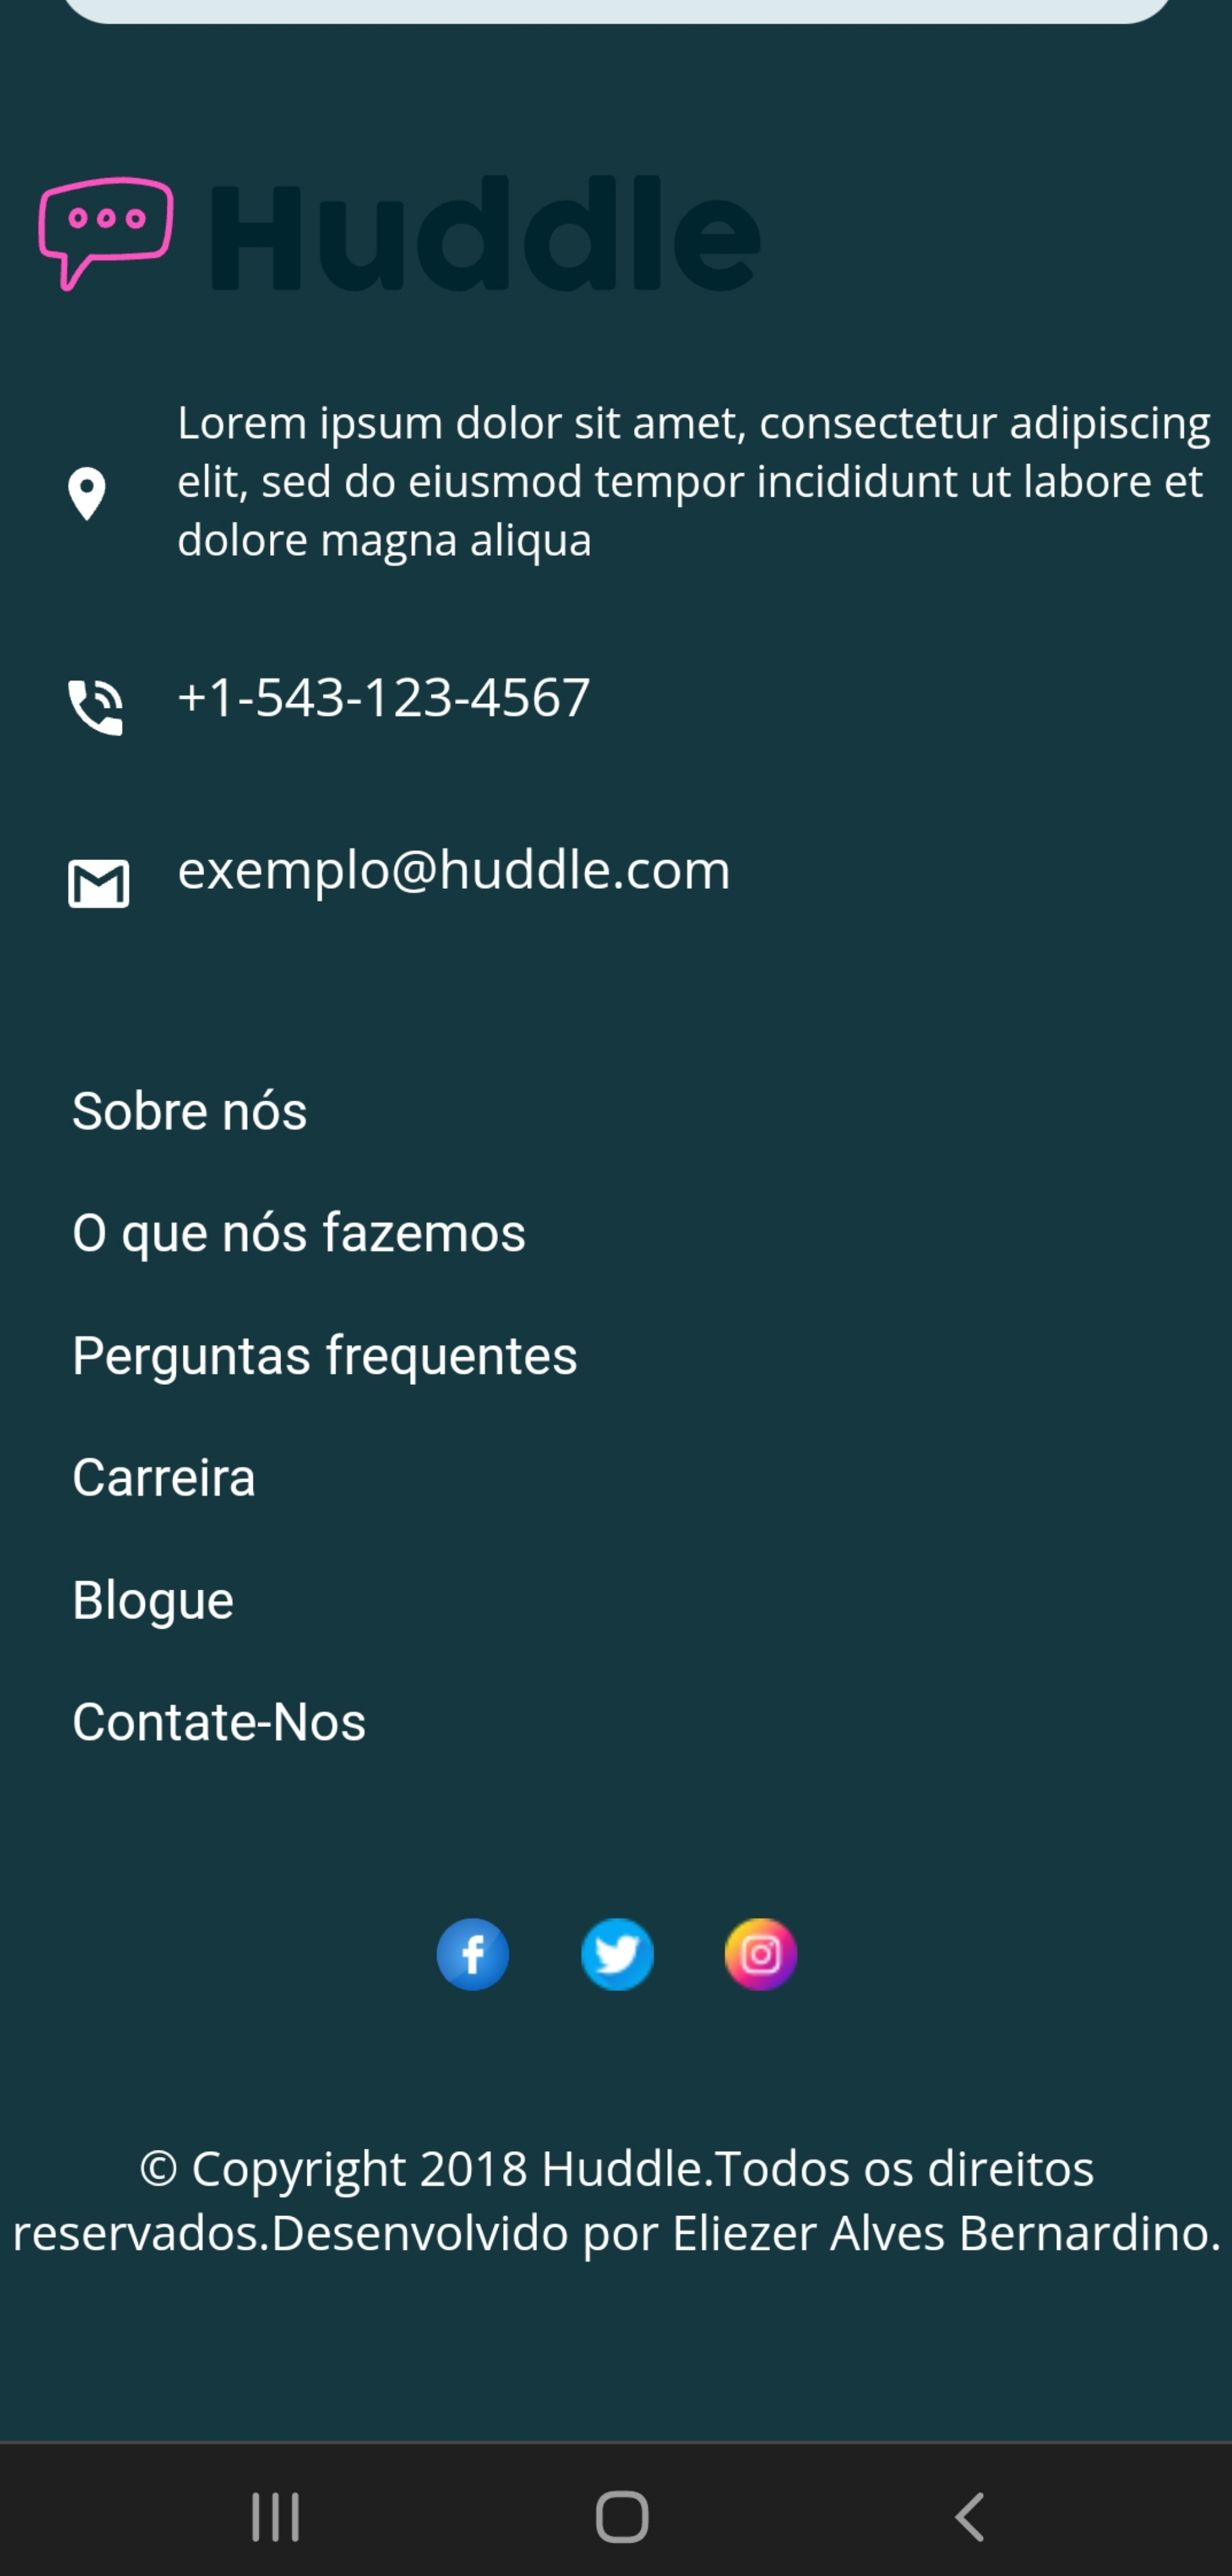 Huddle
Lorem ipsum dolor sit amet, consectetur adipiscing
elit, sed do eiusmod tempor incididunt ut labore et
dolore magna aliqua
+1-543-123-4567
exemplo@huddle.com
Sobre nós
O que nós fazemos
Perguntas frequentes
Carreira
Blogue
Contate-Nos
© Copyright 2018 Huddle.Todos os direitos
reservados.Desenvolvido por Eliezer Alves Bernardino.